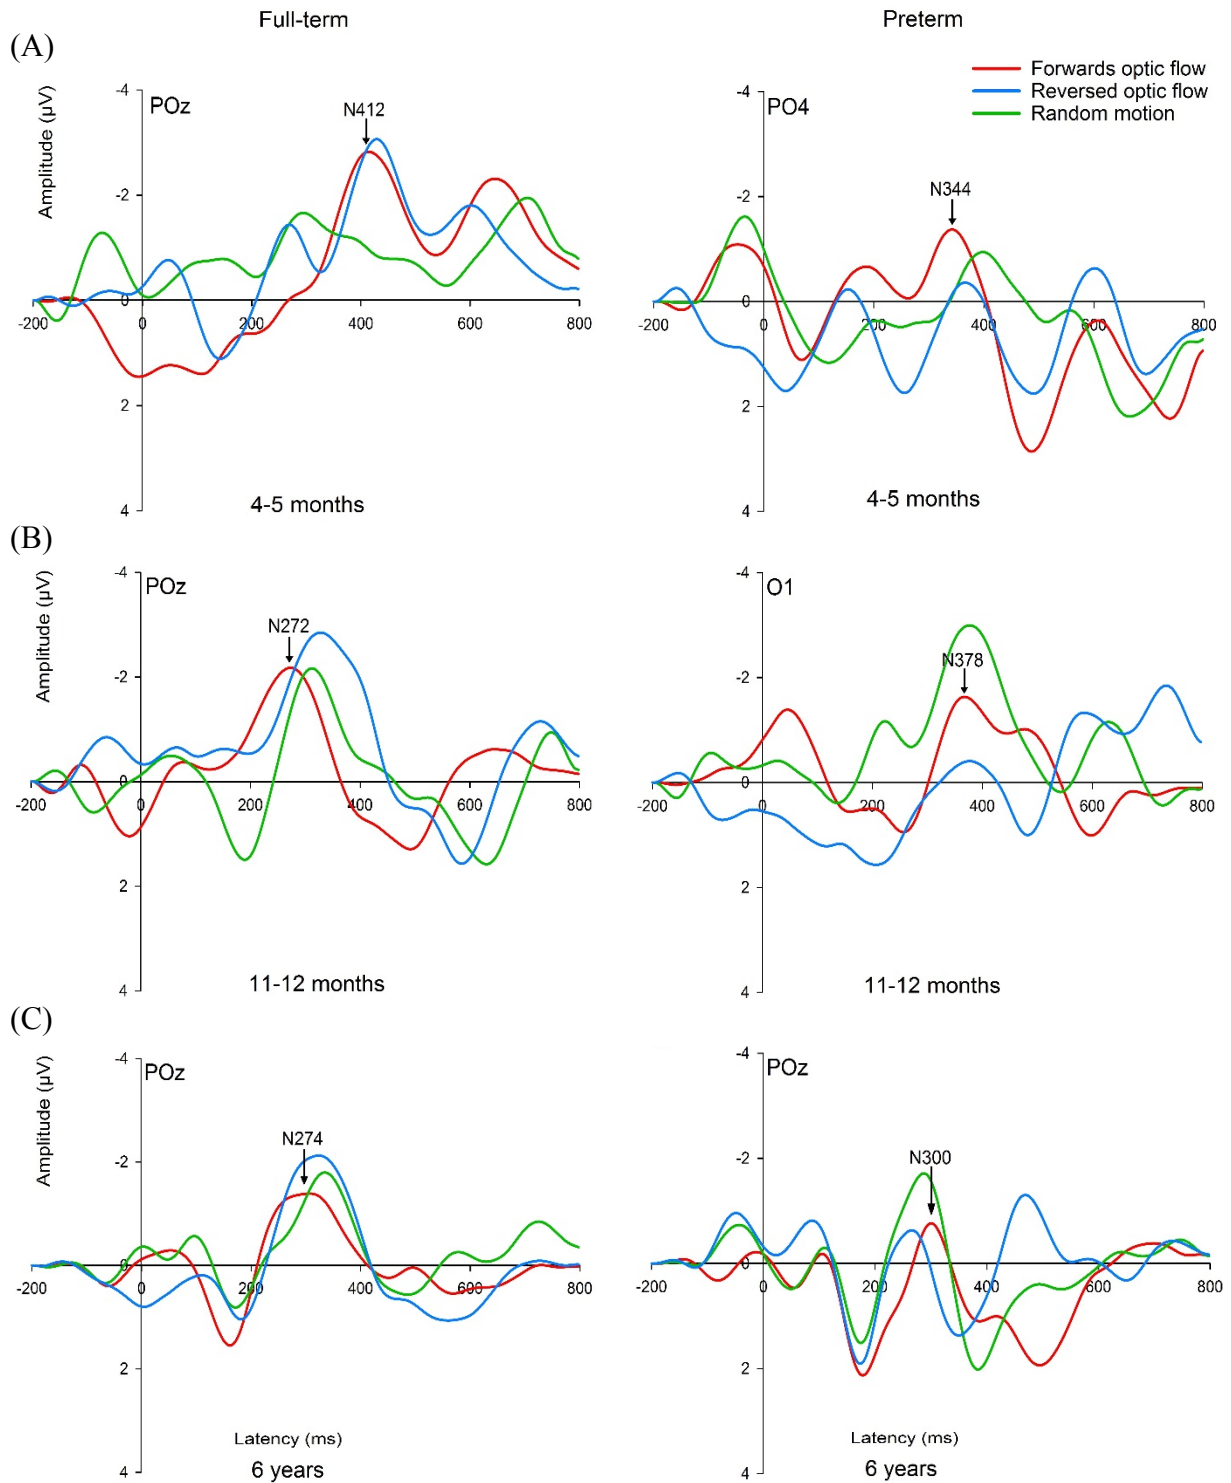 Full-term
Preterm
(A)
Forwards optic flow
Reversed optic flow
Random motion
Amplitude (µV)
-4
POz
N412
-2
0
-200 0 200 400 600 800
2
4
4-5 months
-4
PO4
N344
-2
0
-200 0 200 400 600 800
2
4
4-5 months
(B)
Amplitude (µV)
-4
POz
N272
-2
0
-200 0 200 400 600 800
2
4
11-12 months
-4
O1
N378
-2
0
-200 0 200 400 600 800
2
4
11-12 months
(C)
Amplitude (µV)
-4
POz
N274
-2
0
-200 0 200 400 600 800
2
Latency (ms)
4
6 years
-4
POz
N300
-2
0
-200 0 200 400 600 800
2
Latency (ms)
4
6 years